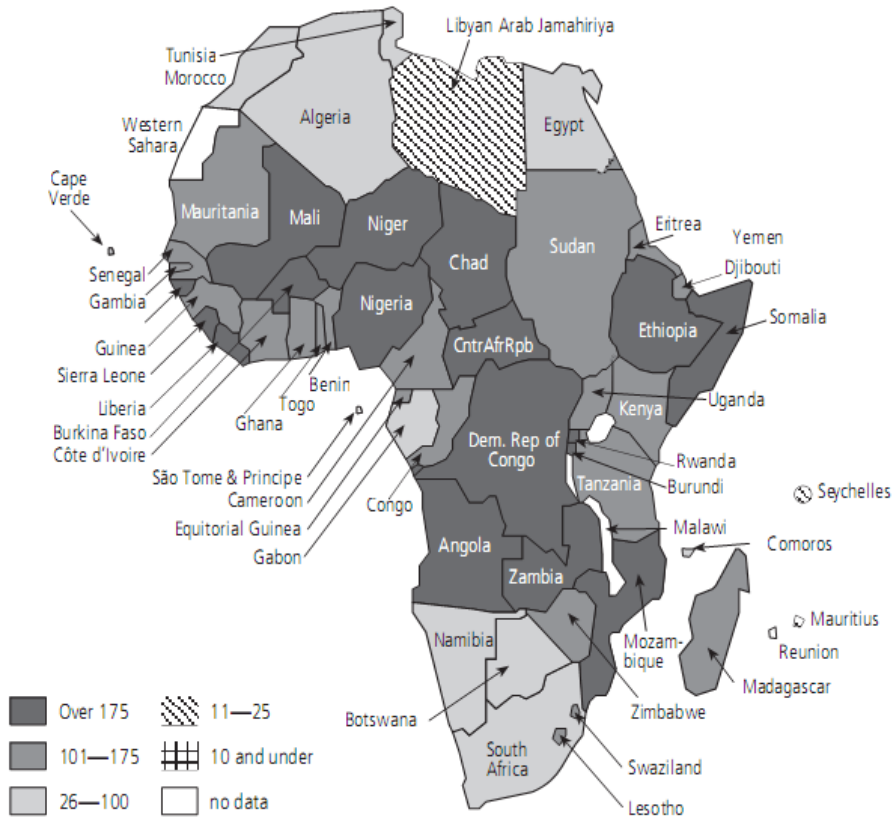 Libyan Arab Jamahiriya
Tunisia
Morocco
Algeria
Egypt
Western
Sahara
Cape
Verde
Mauritania
Mali
Niger
Chad
Sudan
Eritrea
Yemen
Djibouti
Senegal
Gambia
Nigeria
Ethiopia
Somalia
Guinea
Sierra Leone
CntrAfrRpb
Benin
Togo
Liberia
Ghana
Burkina Faso
Côte d'Ivoire
Uganda
Kenya
Dem. Rep of
Congo
Rwanda
Burundi
São Tome & Principe
Cameroon
Equitorial Guinea
Gabon
Congo
Tanzania
Seychelles
Malawi
Comoros
Angola
Zambia
Mauritius
Reunion
Namibia
Mozam-
bique
Madagascar
Zimbabwe
Botswana
South
Africa
Swaziland
Lesotho
Over 175
11—25
101—175
10 and under
26—100
no data